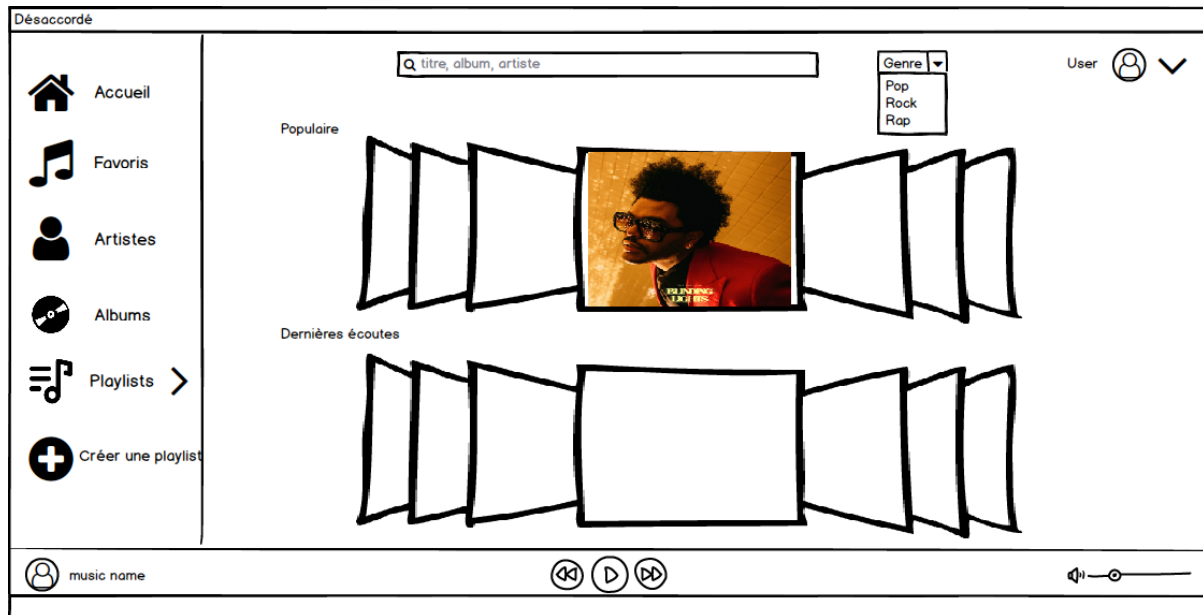 Désaccordé
titre, album, artiste
Genre
Pop
Rock
Rap
User
Accueil
Favoris
Artistes
Albums
Playlists
Créer une playlist
Populaire
BLINDING
LIGHTS
Dernières écoutes
music name